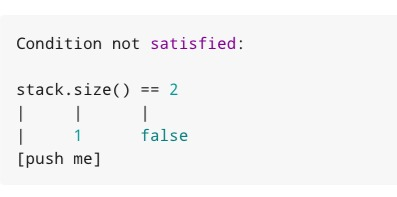 Condition not satisfied:
stack.size() == 2
|     |      |
|     1      false
[push me]